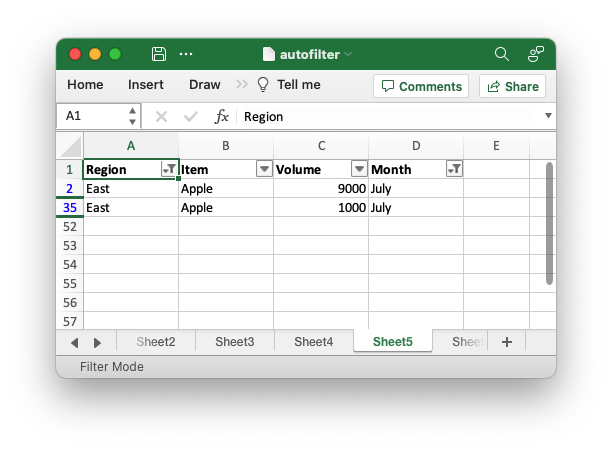 autofilter
Home Insert Draw Tell me Comments Share
A1 fx Region
A B C D E
1 Region Item Volume Month
2 East Apple 9000 July
35 East Apple 1000 July
52
53
54
55
56
57
Sheet2 Sheet3 Sheet4 Sheet5 Sheet
Filter Mode